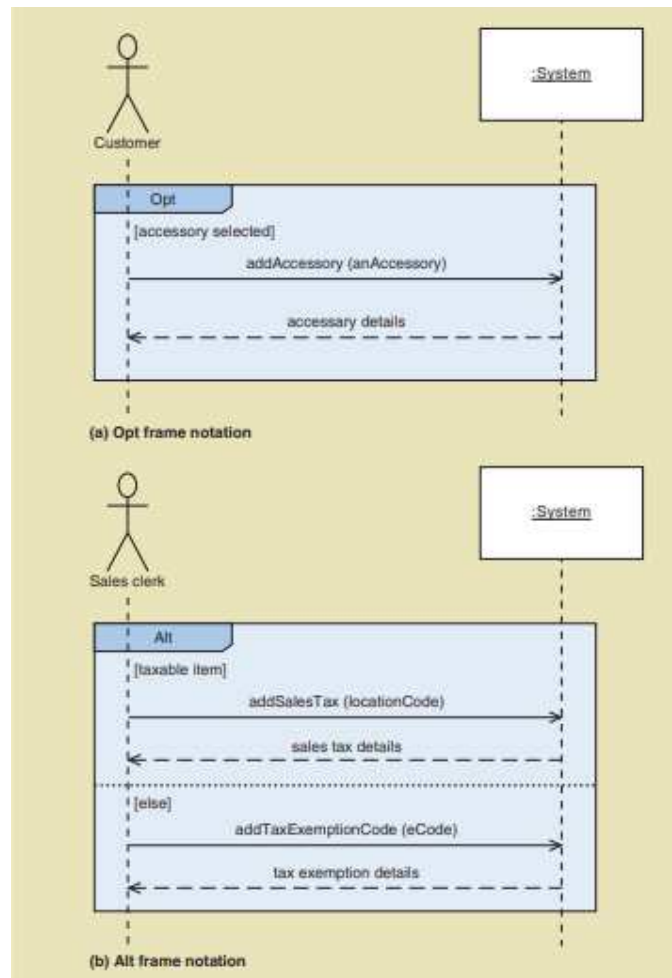 :System
Customer
Opt
[accessory selected]
addAccessory (anAccessory)
accessary details
(a) Opt frame notation
:System
Sales clerk
Alt
[taxable item]
addSalesTax (locationCode)
sales tax details
[else]
addTaxExemptionCode (eCode)
tax exemption details
(b) Alt frame notation